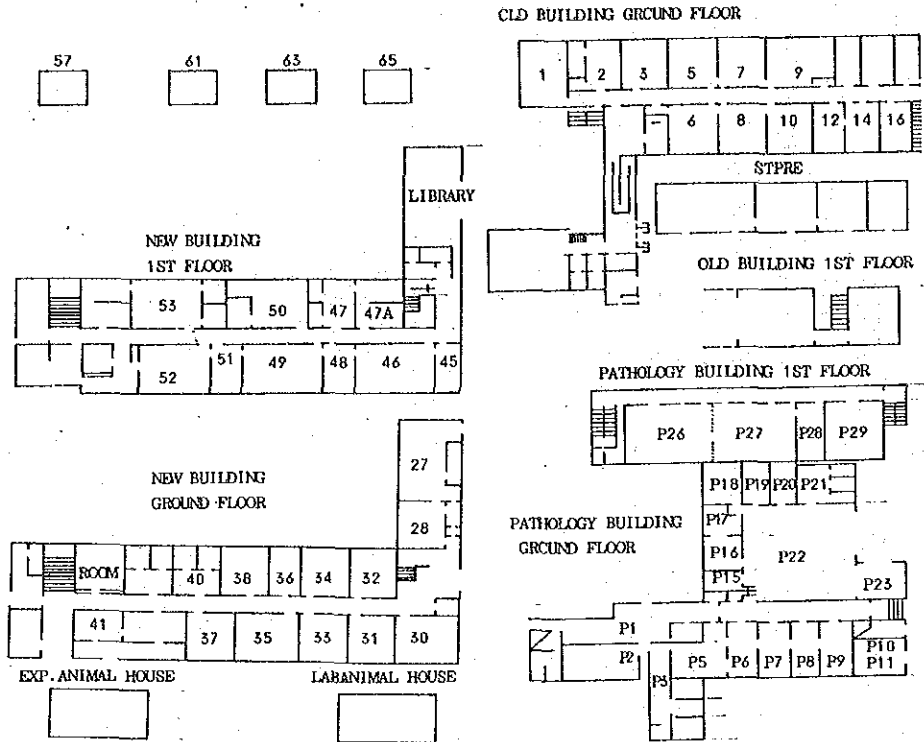 CLD BUILDING GRCUND FLOOR
57 61 63 65
1 2 3 5 7 9
6 8 10 12 14 16
STPRE
LIBRARY
NEW BUILDING
1ST FLOOR
OLD BUILDING 1ST FLOOR
53 50 47 47A
52 51 49 48 46 45
PATHOLOGY BUILDING 1ST FLOOR
P26 P27 P28 P29
NEW BUILDING
GROUND FLOOR
27
28
ROOM 40 38 36 34 32
41 37 35 33 31 30
EXP.ANIMAL HOUSE
LABANIMAL HOUSE
P18 P19 P20 P21
PATHOLOGY BUILDING
GRCUND FLOOR
P17
P16
P15
P22
P23
P1
P2
P3
P5 P6 P7 P8 P9
P10
P11